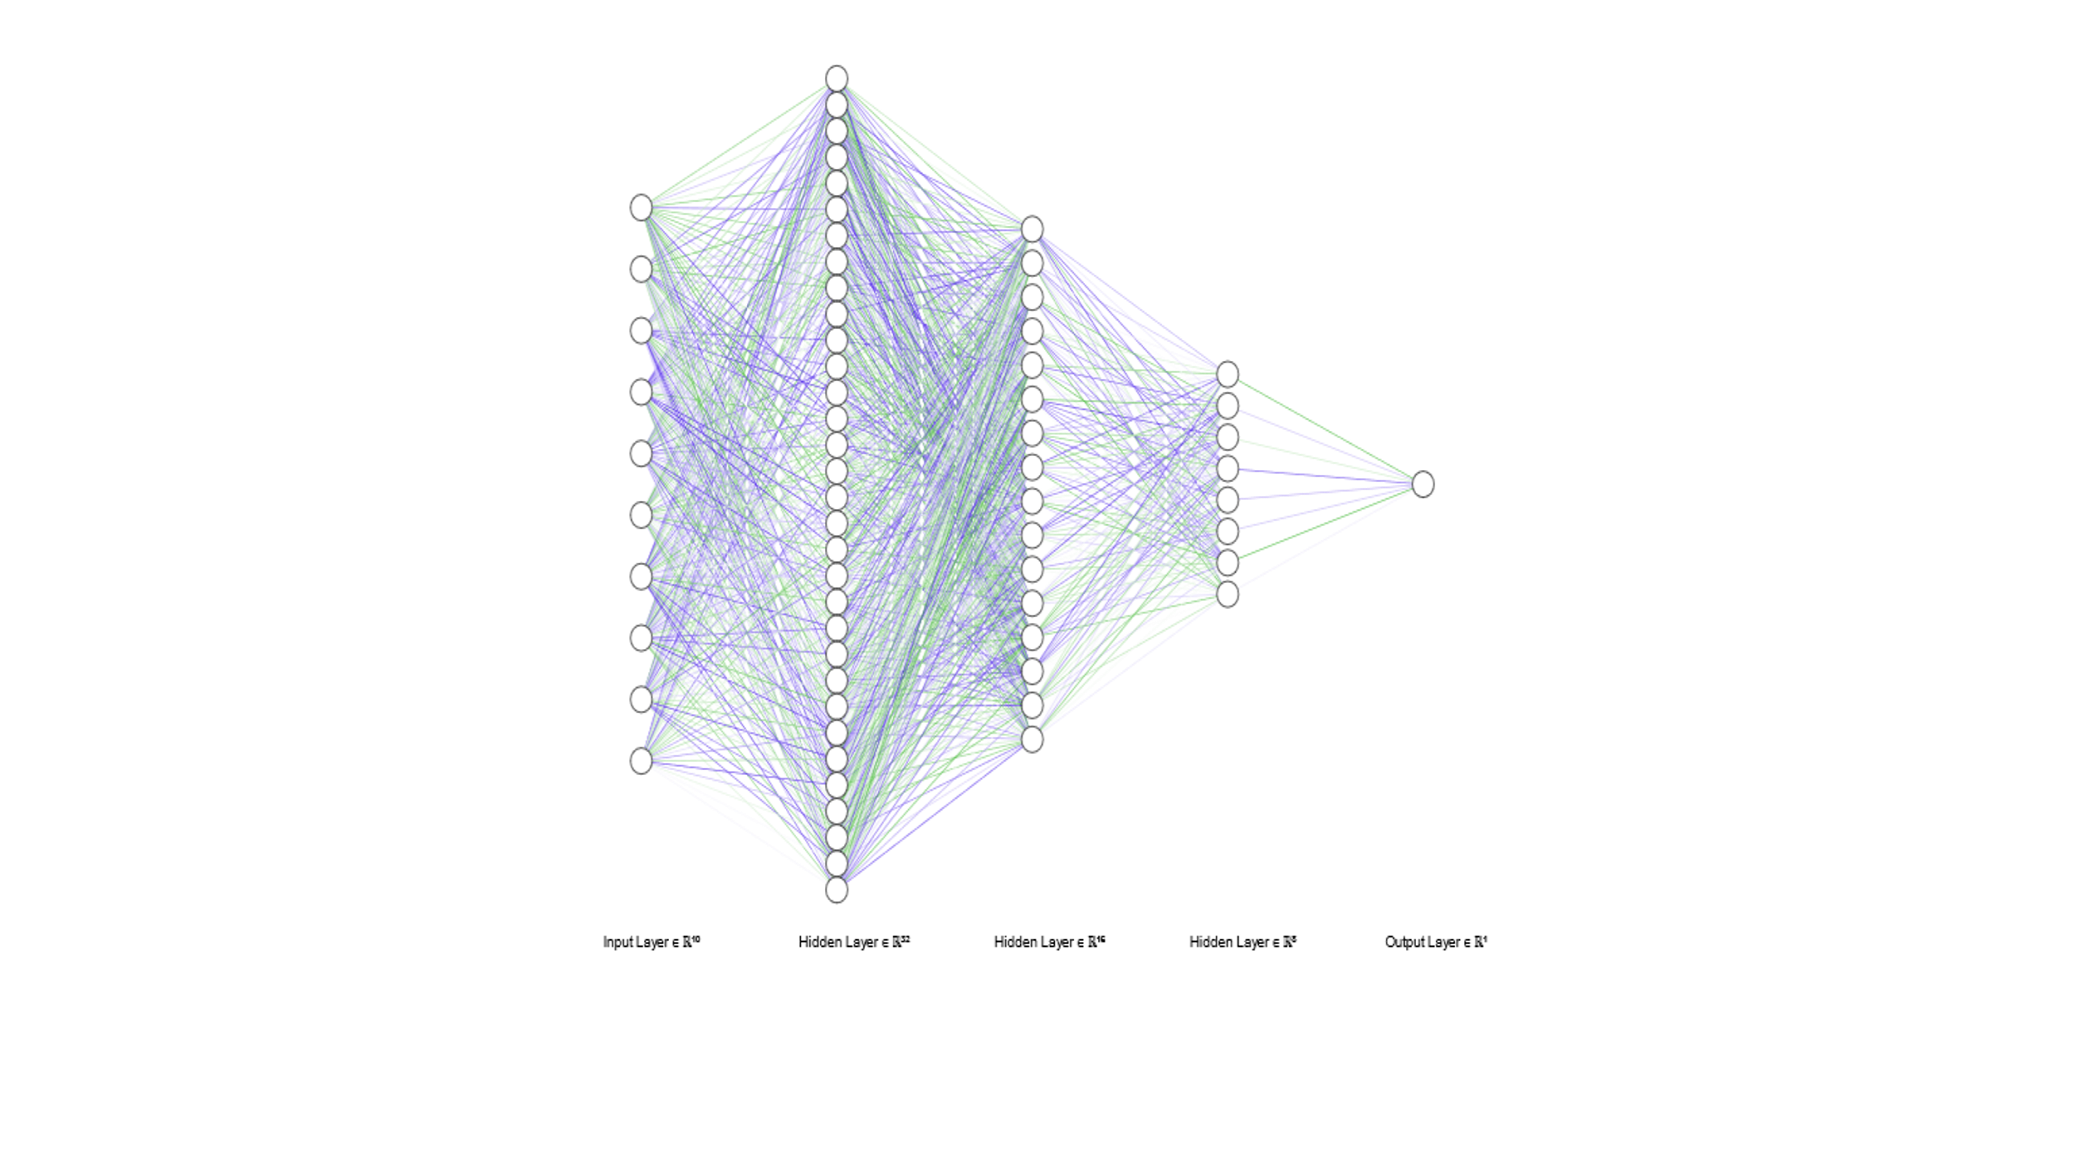 Input Layer ∈ ℝ¹⁰
Hidden Layer ∈ ℝ³²
Hidden Layer ∈ ℝ¹⁶
Hidden Layer ∈ ℝ⁸
Output Layer ∈ ℝ¹